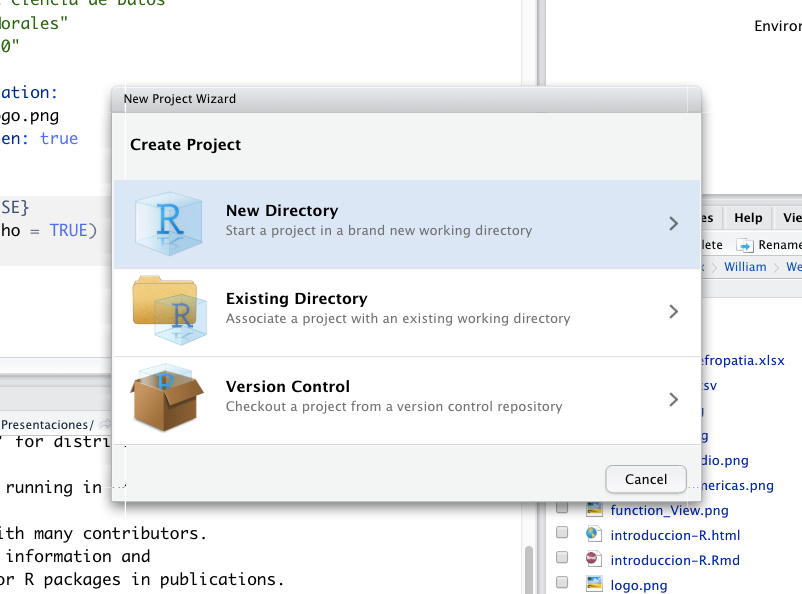 Ciencia de Datos
orales"
0"
ation:
go.png
en: true
SE}
ho = TRUE)
Environ
New Project Wizard
Create Project
R
New Directory
Start a project in a brand new working directory
R
Existing Directory
Associate a project with an existing working directory
R
Version Control
Checkout a project from a version control repository
Cancel
es Help Vie
lete Rename
William We
efropatia.xlsx
sv
g
g
dio.png
mericas.png
function_View.png
introduccion-R.html
introduccion-R.Rmd
logo.png
Presentaciones/
' for distri
running in
ith many contributors.
information and
or R packages in publications.